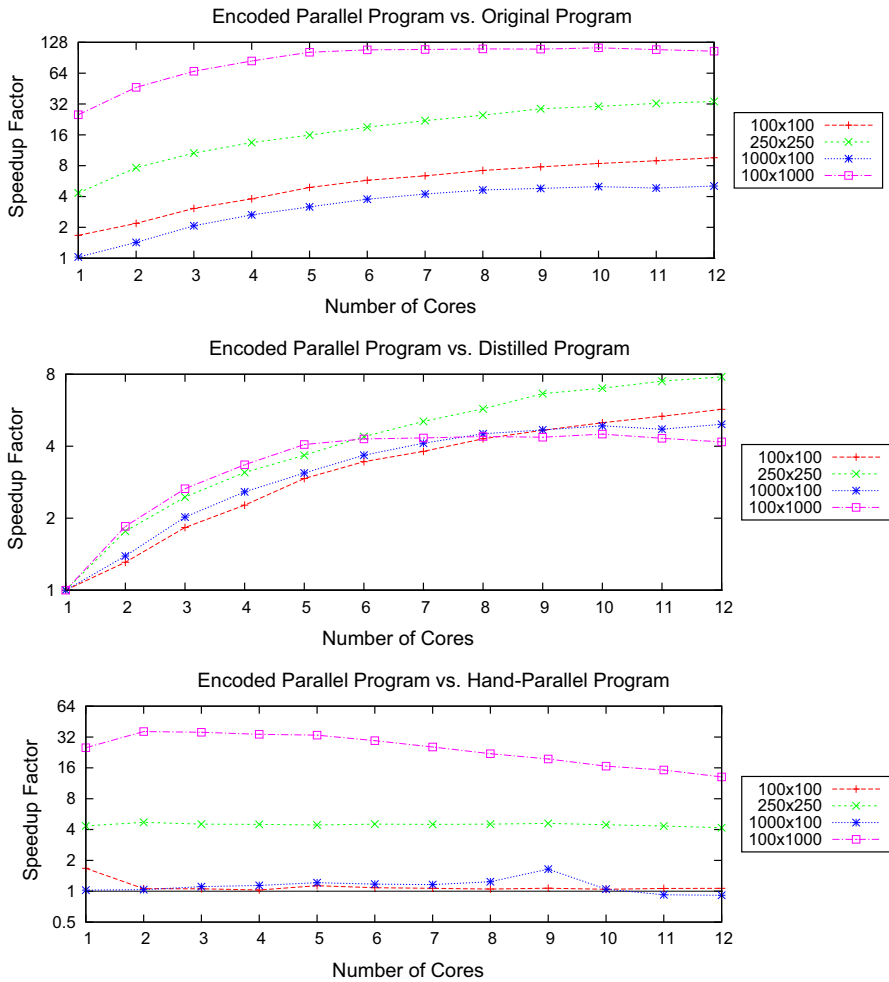 Encoded Parallel Program vs. Original Program
128
64
32
16
8
4
2
1
Speedup Factor
1 2 3 4 5 6 7 8 9 10 11 12
Number of Cores
100x100
250x250
1000x100
100x1000
Encoded Parallel Program vs. Distilled Program
8
4
2
1
Speedup Factor
1 2 3 4 5 6 7 8 9 10 11 12
Number of Cores
100x100
250x250
1000x100
100x1000
Encoded Parallel Program vs. Hand-Parallel Program
64
32
16
8
4
2
1
0.5
Speedup Factor
1 2 3 4 5 6 7 8 9 10 11 12
Number of Cores
100x100
250x250
1000x100
100x1000